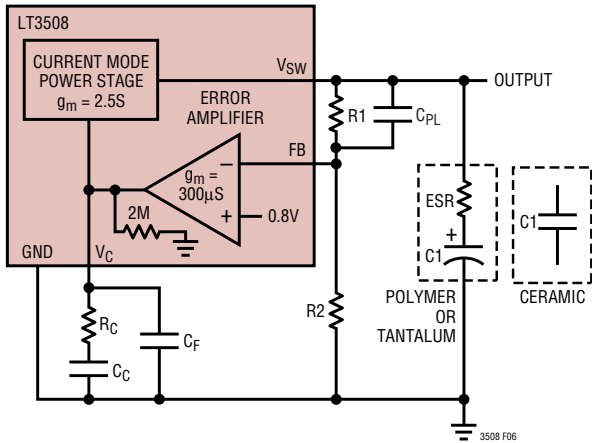 LT3508
CURRENT MODE
POWER STAGE
gm = 2.5S
VSW
OUTPUT
ERROR
AMPLIFIER
R1
CPL
FB
gm =
300µS
–
+
0.8V
2M
GND
VC
ESR
+
C1
C1
POLYMER
OR
TANTALUM
CERAMIC
RC
CF
R2
CC
3508 F06